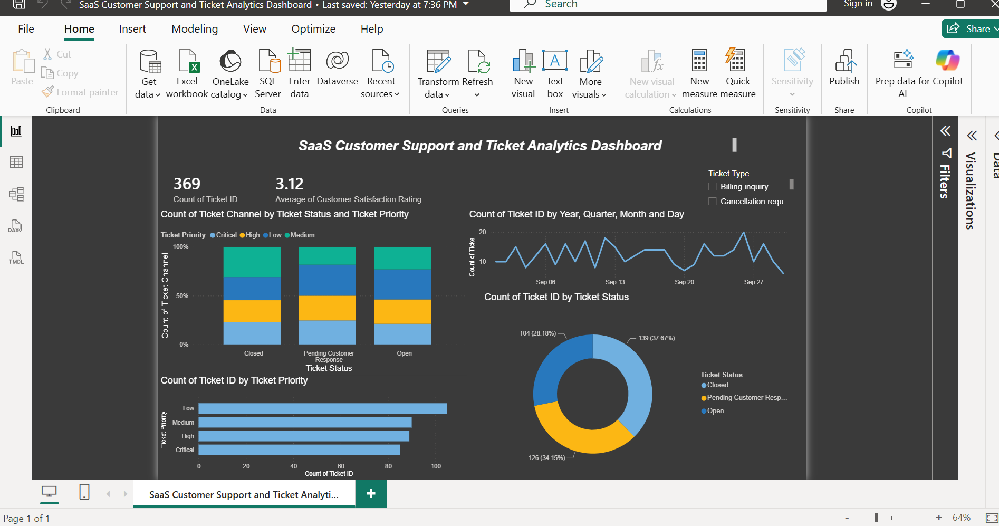 SaaS Customer Support and Ticket Analytics Dashboard • Last saved: Yesterday at 7:36 PM
Search
Sign in
File
Home
Insert
Modeling
View
Optimize
Help
Share
Paste
Cut
Copy
Format painter
Clipboard
Get data
Excel workbook
OneLake catalog
SQL Server
Enter data
Dataverse
Recent sources
Data
Transform data
Refresh
Queries
New visual
Text box
More visuals
Insert
New visual calculation
New measure
Quick measure
Calculations
Sensitivity
Sensitivity
Publish
Share
Prep data for AI
Copilot
Copilot
DAX
TMDL
SaaS Customer Support and Ticket Analytics Dashboard
369
Count of Ticket ID
3.12
Average of Customer Satisfaction Rating
Ticket Type
Billing inquiry
Cancellation requ...
Count of Ticket Channel by Ticket Status and Ticket Priority
Ticket Priority
Critical
High
Low
Medium
Count of Ticket Channel
100%
50%
0%
Closed
Pending Customer
Response
Open
Ticket Status
Count of Ticket ID by Year, Quarter, Month and Day
Count of Ticke...
20
10
Sep 06
Sep 13
Sep 20
Sep 27
Count of Ticket ID by Ticket Status
104 (28.18%)
139 (37.67%)
126 (34.15%)
Ticket Status
Closed
Pending Customer Resp...
Open
Count of Ticket ID by Ticket Priority
Ticket Priority
Low
Medium
High
Critical
0
20
40
60
80
100
Count of Ticket ID
Filters
Visualizations
Data
SaaS Customer Support and Ticket Analyti...
Page 1 of 1
64%